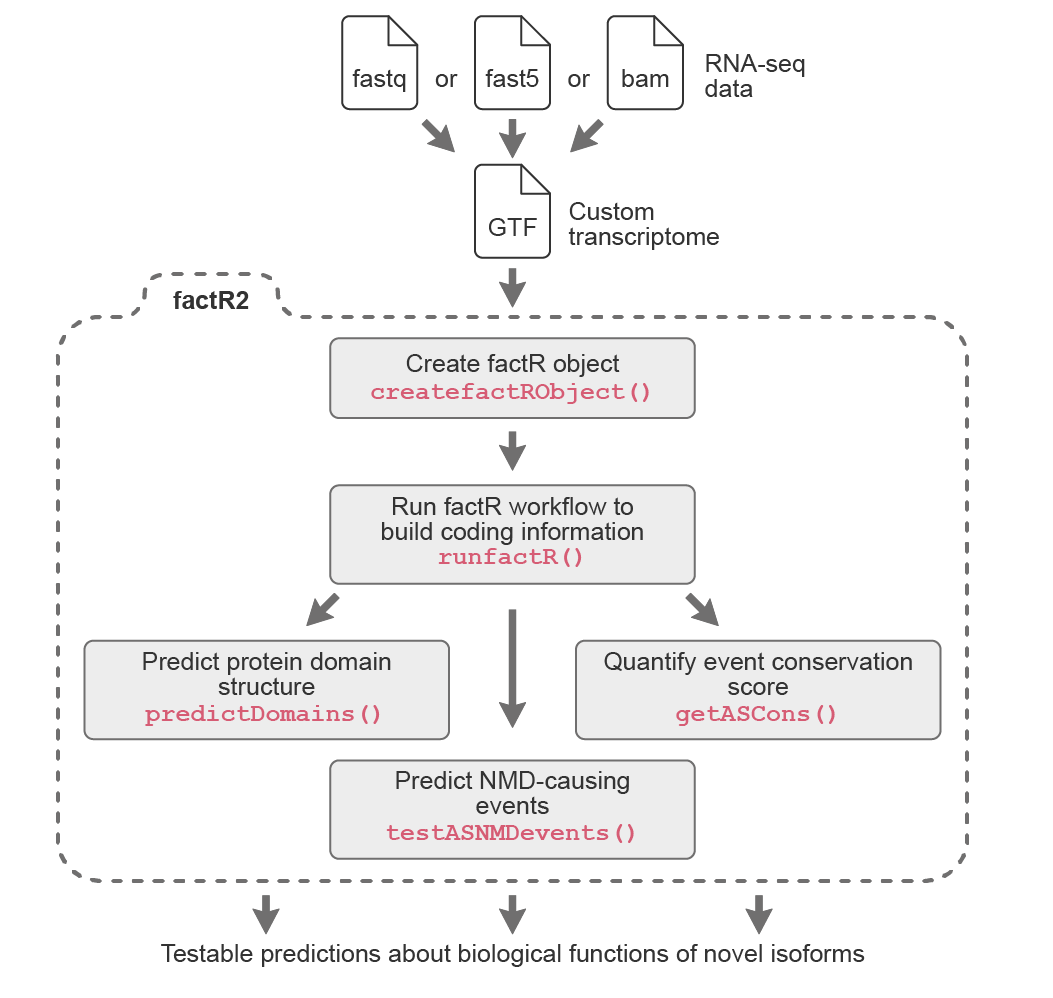 fastq or fast5 or bam
RNA-seq
data
GTF
Custom
transcriptome
factR2
Create factR object
createfactRObject()
Run factR workflow to
build coding information
runfactR()
Predict protein domain
structure
predictDomains()
Quantify event conservation
score
getASCons()
Predict NMD-causing
events
testASNMDevents()
Testable predictions about biological functions of novel isoforms